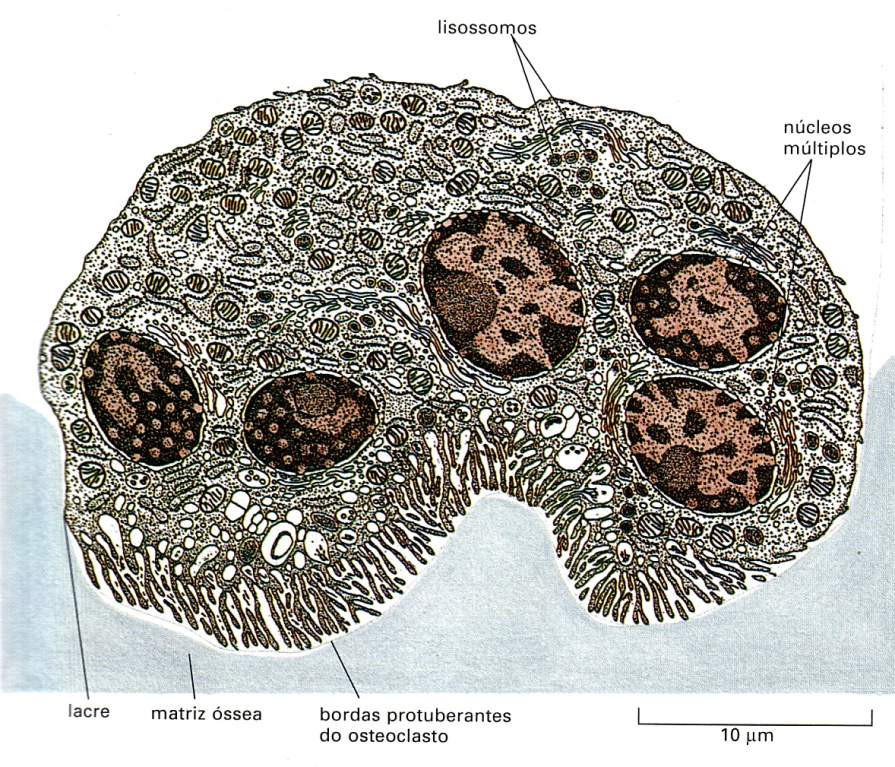 lisossomos
núcleos
múltiplos
lacre
matriz óssea
bordas protuberantes
do osteoclasto
10 µm